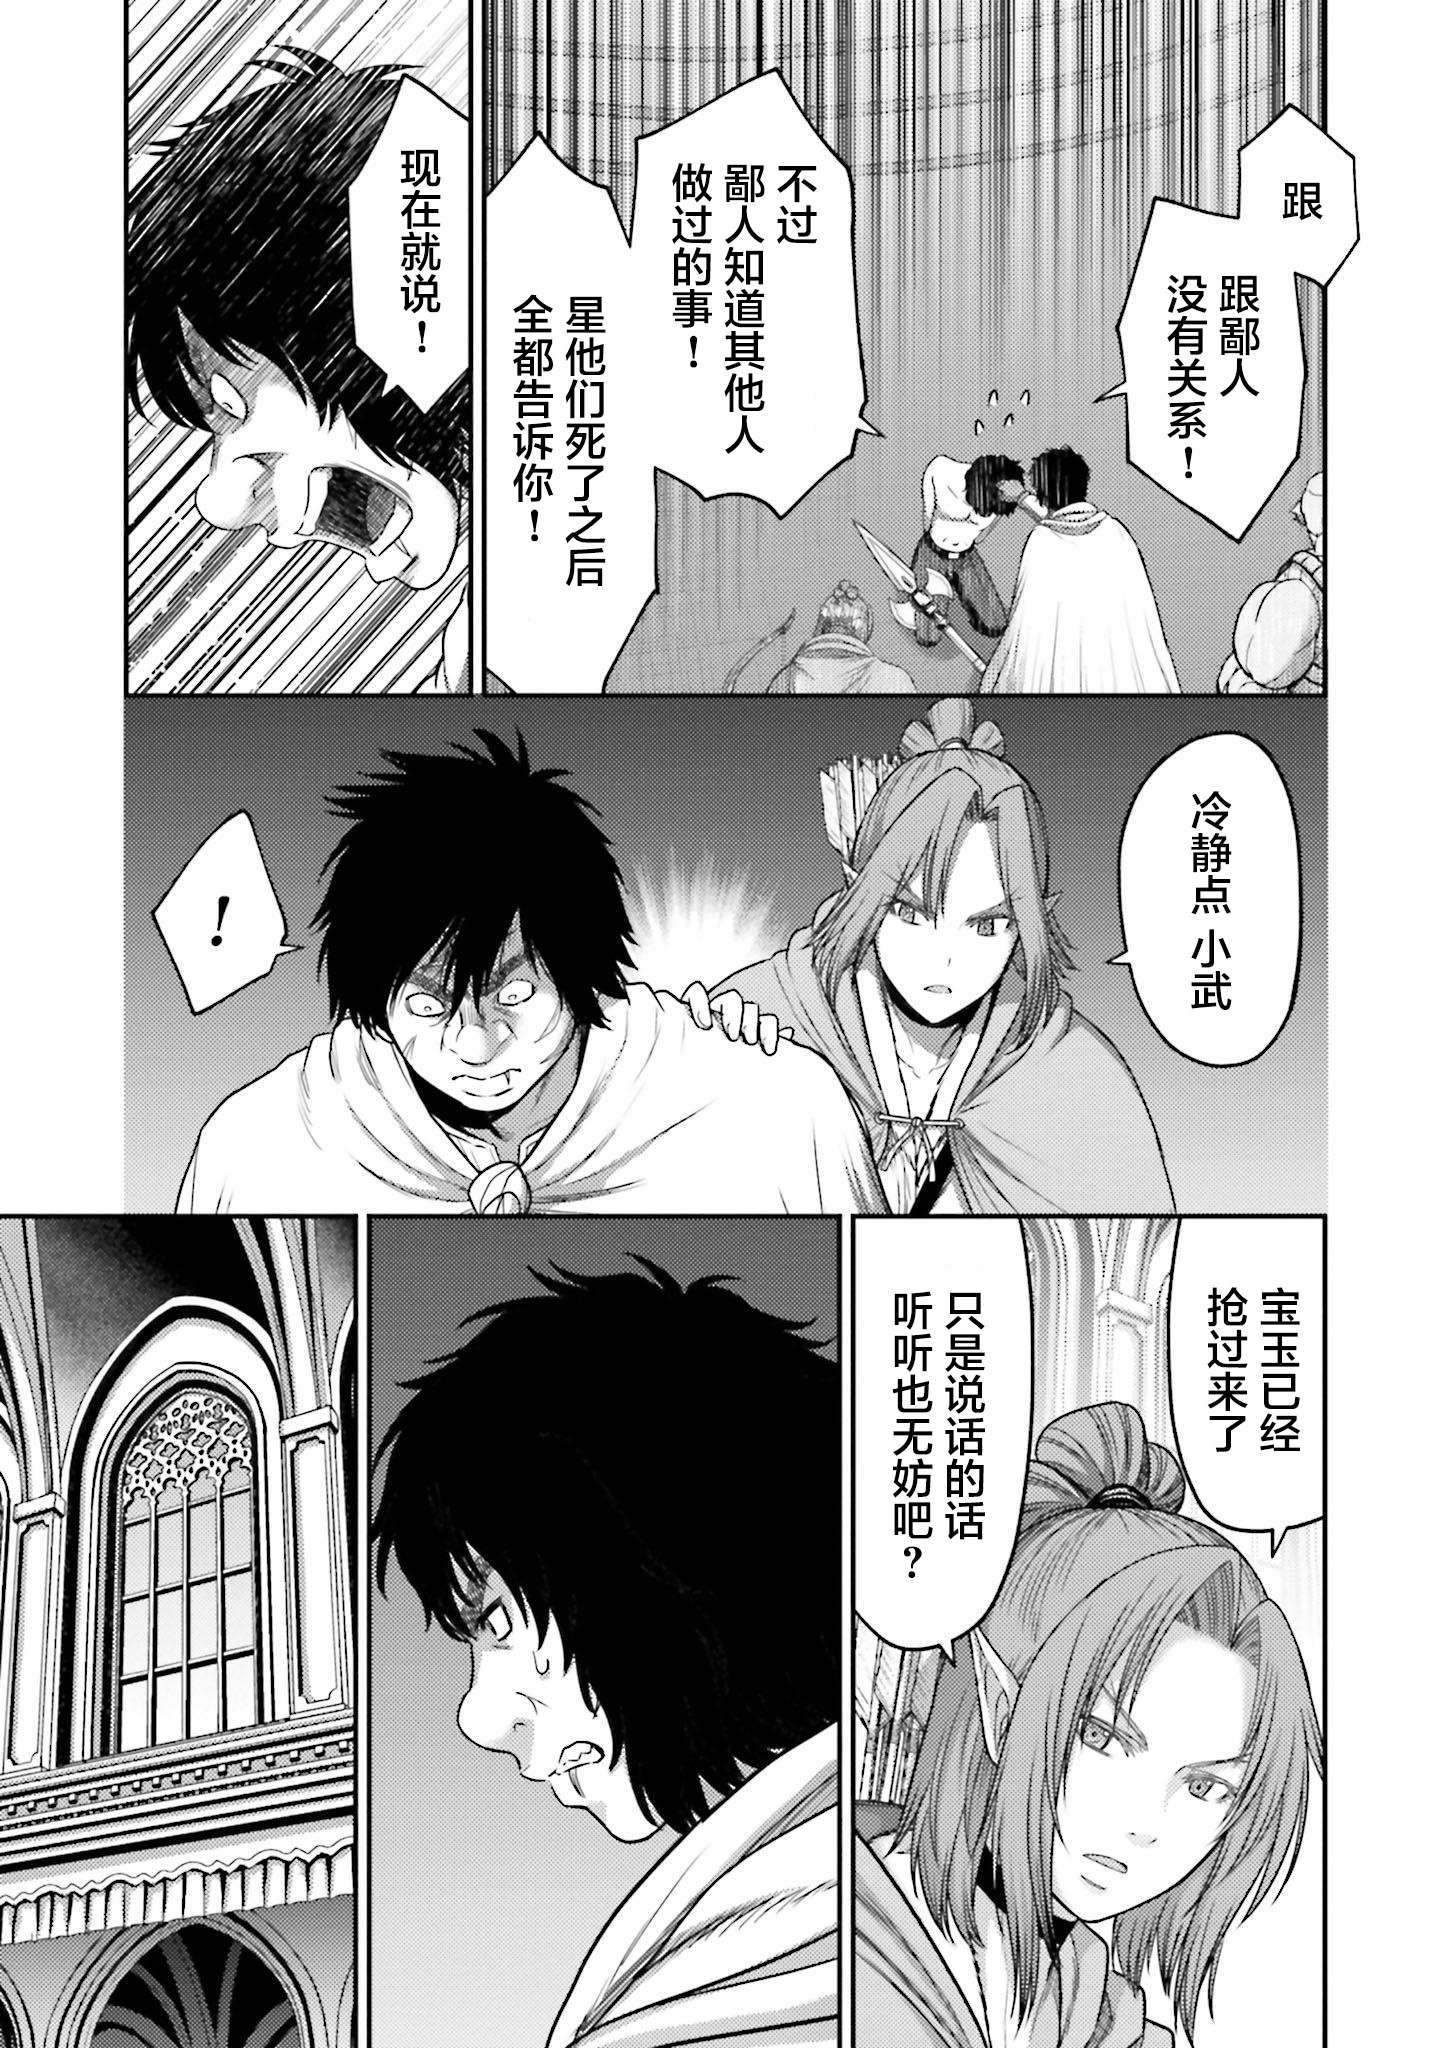 跟
跟鄙人
没有关系！
不过
鄙人知道其他人
做过的事！
星他们死了之后
全都告诉你！
现在就说！
冷静点 小武
！
宝玉已经
抢过来了
只是说话的话
听听也无妨吧？